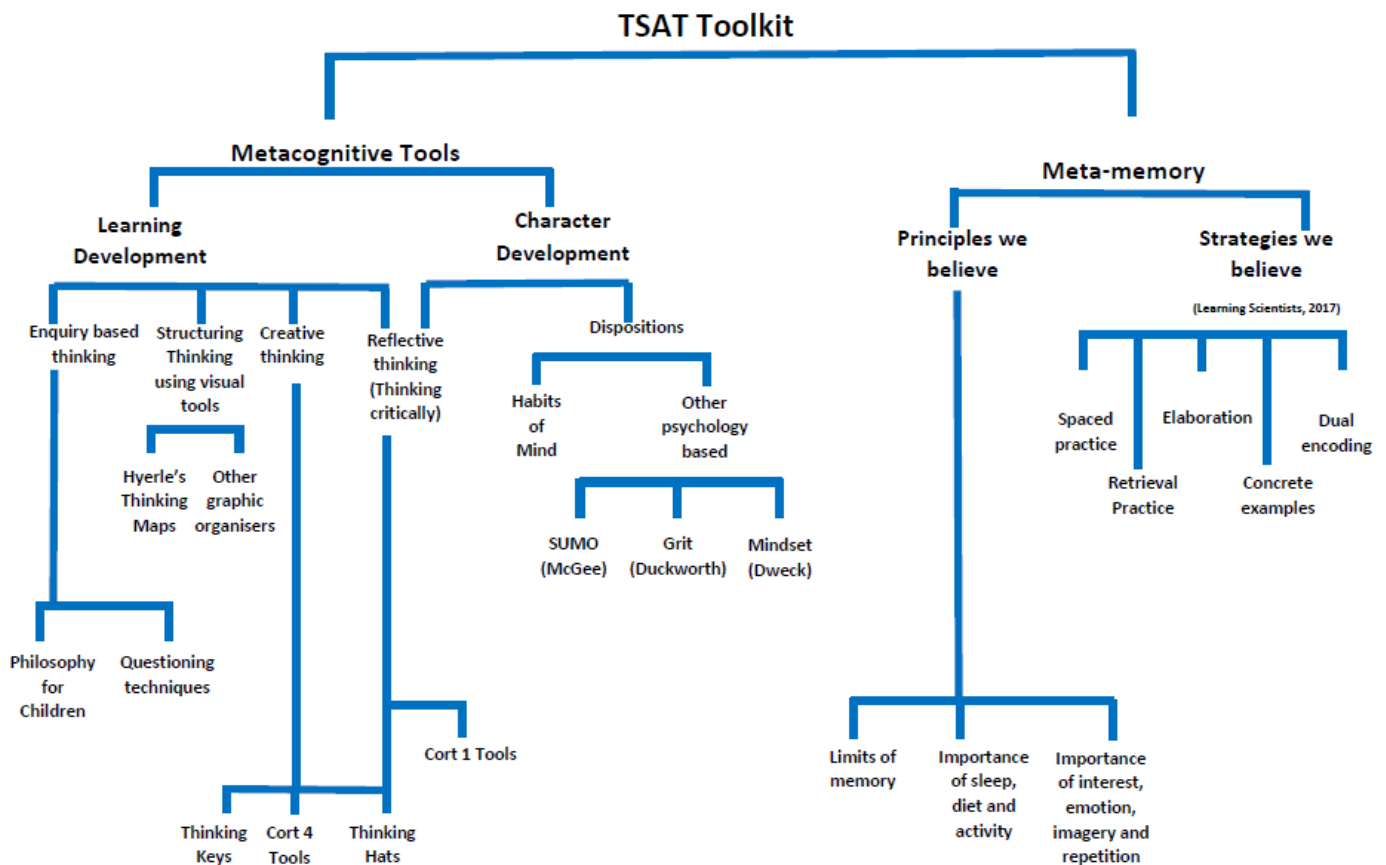 TSAT Toolkit
Metacognitive Tools
Meta-memory
Learning
Development
Character
Development
Principles we
believe
Strategies we
believe
(Learning Scientists, 2017)
Enquiry based
thinking
Structuring
Thinking
using visual
tools
Creative
thinking
Reflective
thinking
(Thinking
critically)
Dispositions
Habits
of
Mind
Other
psychology
based
Spaced
practice
Elaboration
Dual
encoding
Retrieval
Practice
Concrete
examples
Hyerle's
Thinking
Maps
Other
graphic
organisers
SUMO
(McGee)
Grit
(Duckworth)
Mindset
(Dweck)
Philosophy
for
Children
Questioning
techniques
Cort 1 Tools
Limits of
memory
Importance
of sleep,
diet and
activity
Importance
of interest,
emotion,
imagery and
repetition
Thinking
Keys
Cort 4
Tools
Thinking
Hats